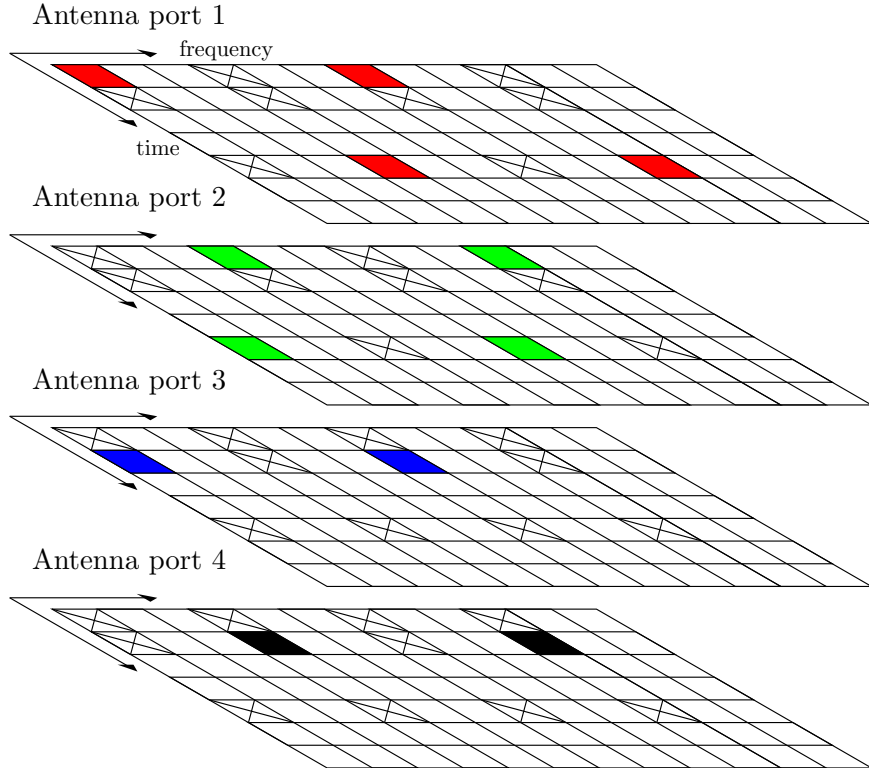 Antenna port 1
frequency
time
Antenna port 2
Antenna port 3
Antenna port 4